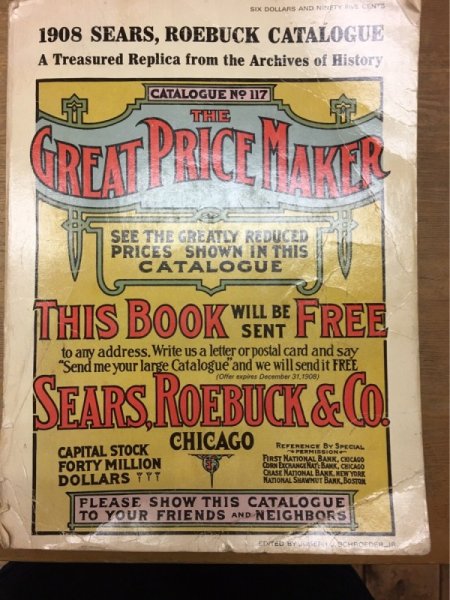 SIX DOLLARS AND NINETY FIVE CENTS
1908 SEARS, ROEBUCK CATALOGUE
A Treasured Replica from the Archives of History
CATALOGUE Nº 117
THE
GREAT PRICE MAKER
SEE THE GREATLY REDUCED
PRICES SHOWN IN THIS
CATALOGUE
THIS BOOK WILL BE SENT FREE
to any address. Write us a letter or postal card and say
"Send me your large Catalogue" and we will send it FREE
(Offer expires December 31, 1908)
SEARS, ROEBUCK & CO.
CHICAGO
CAPITAL STOCK
FORTY MILLION
DOLLARS
REFERENCE BY SPECIAL
PERMISSION
FIRST NATIONAL BANK, CHICAGO
CORN EXCHANGE NAT'L BANK, CHICAGO
CHASE NATIONAL BANK, NEW YORK
NATIONAL SHAWMUT BANK, BOSTON
PLEASE SHOW THIS CATALOGUE
TO YOUR FRIENDS AND NEIGHBORS
EDITED BY JOSEPH J. SCHROEDER, JR.